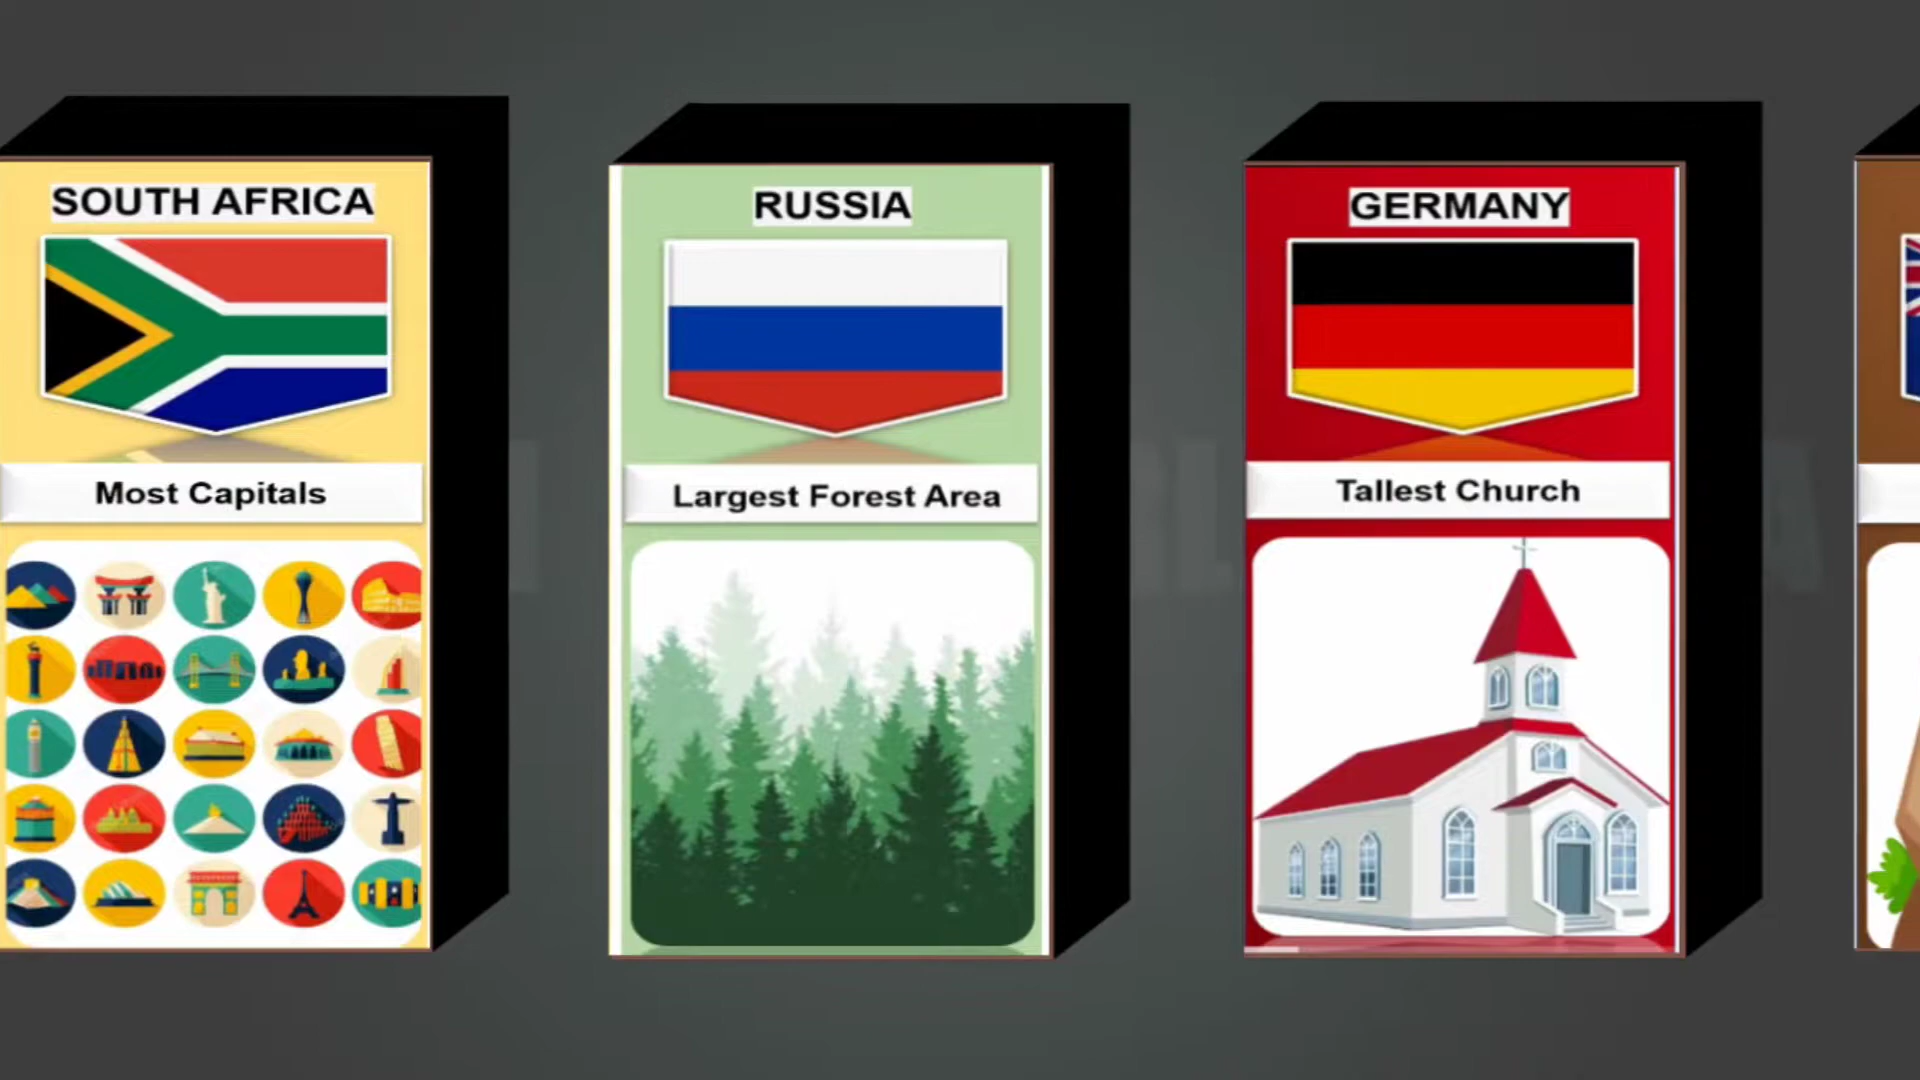 SOUTH AFRICA
Most Capitals
RUSSIA
Largest Forest Area
GERMANY
Tallest Church